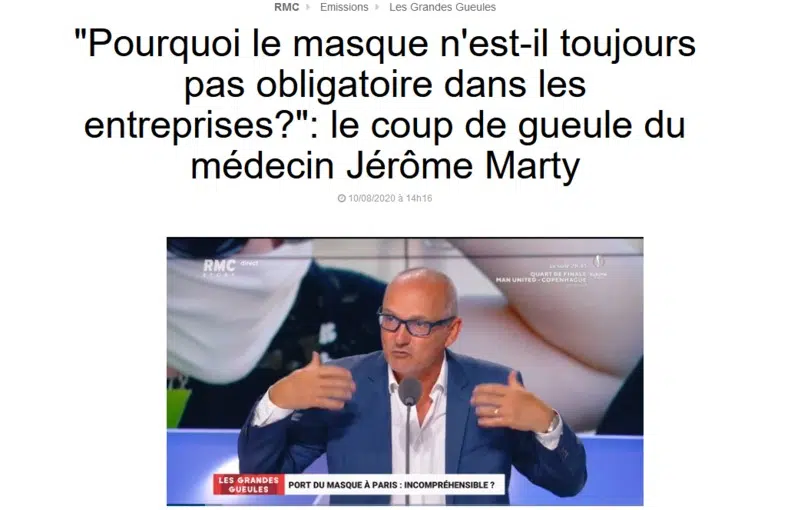 RMC Emissions Les Grandes Gueules
"Pourquoi le masque n'est-il toujours
pas obligatoire dans les
entreprises?": le coup de gueule du
médecin Jérôme Marty
10/08/2020 à 14h16
RMC direct
STORY
QUART DE FINALE
MAN UNITED - COPENHAGUE
LES GRANDES
GUEULES
PORT DU MASQUE À PARIS : INCOMPRÉHENSIBLE ?